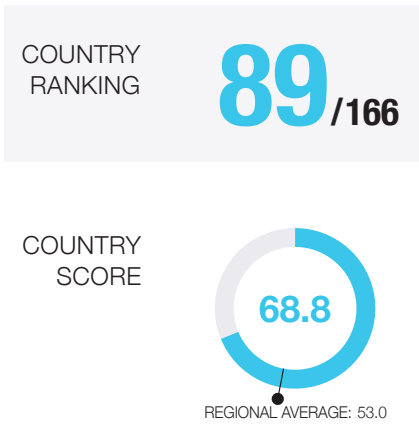 COUNTRY
RANKING
89/166
COUNTRY
SCORE
68.8
REGIONAL AVERAGE: 53.0